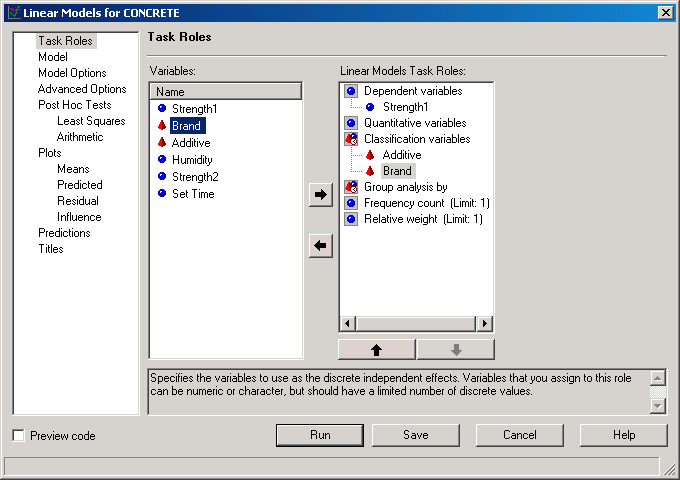 Linear Models for CONCRETE
Task Roles
Model
Model Options
Advanced Options
Post Hoc Tests
Least Squares
Arithmetic
Plots
Means
Predicted
Residual
Influence
Predictions
Titles
Task Roles
Variables:
Name
Strength1
Brand
Additive
Humidity
Strength2
Set Time
Linear Models Task Roles:
Dependent variables
Strength1
Quantitative variables
Classification variables
Additive
Brand
Group analysis by
Frequency count (Limit: 1)
Relative weight (Limit: 1)
Specifies the variables to use as the discrete independent effects. Variables that you assign to this role
can be numeric or character, but should have a limited number of discrete values.
Preview code
Run
Save
Cancel
Help